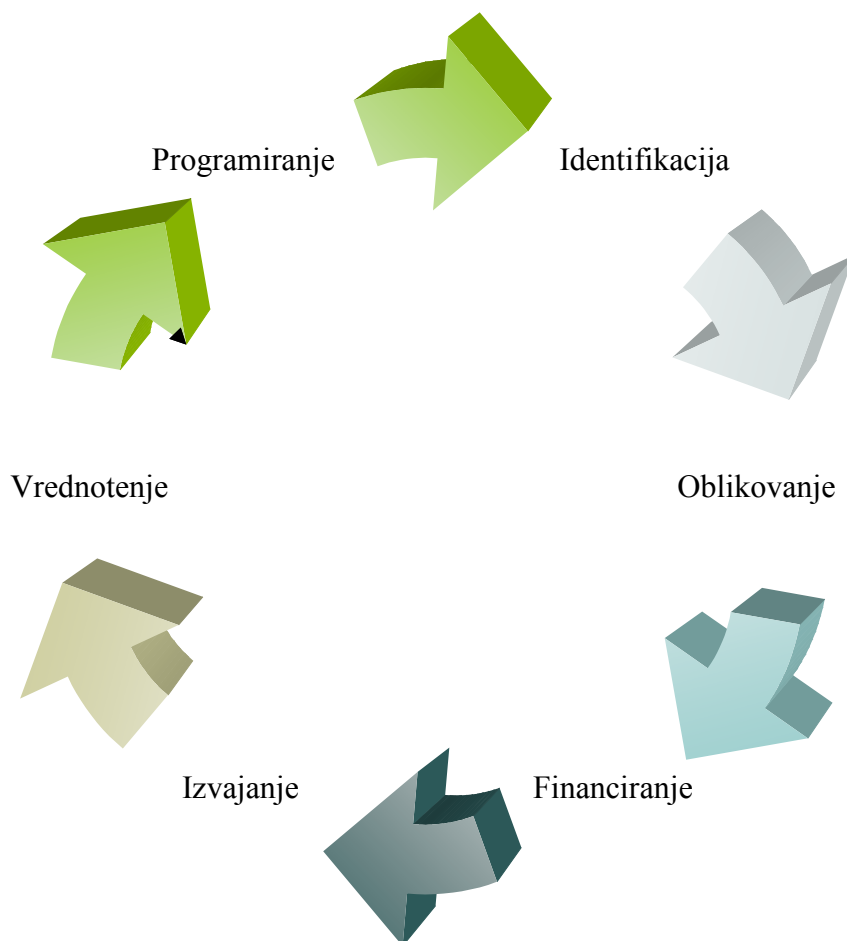 Programiranje
Identifikacija
Vrednotenje
Oblikovanje
Izvajanje
Financiranje